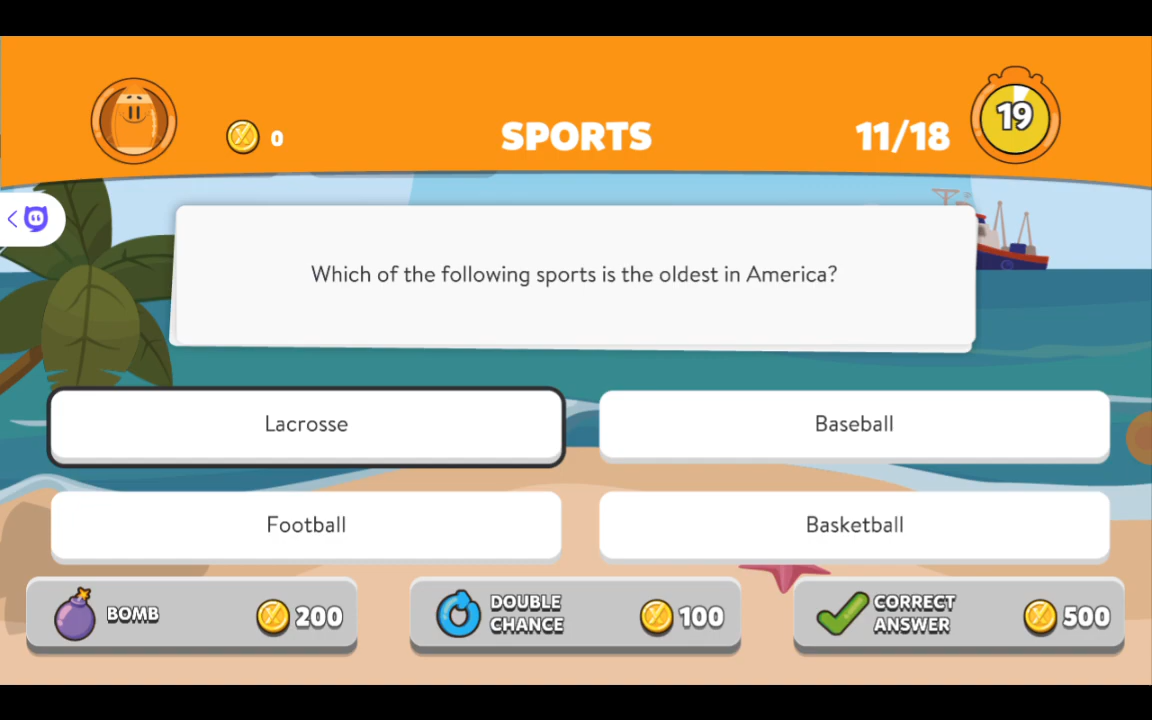 0
SPORTS
11/18
19
Which of the following sports is the oldest in America?
Lacrosse
Baseball
Football
Basketball
BOMB
200
DOUBLE
CHANCE
100
CORRECT
ANSWER
500